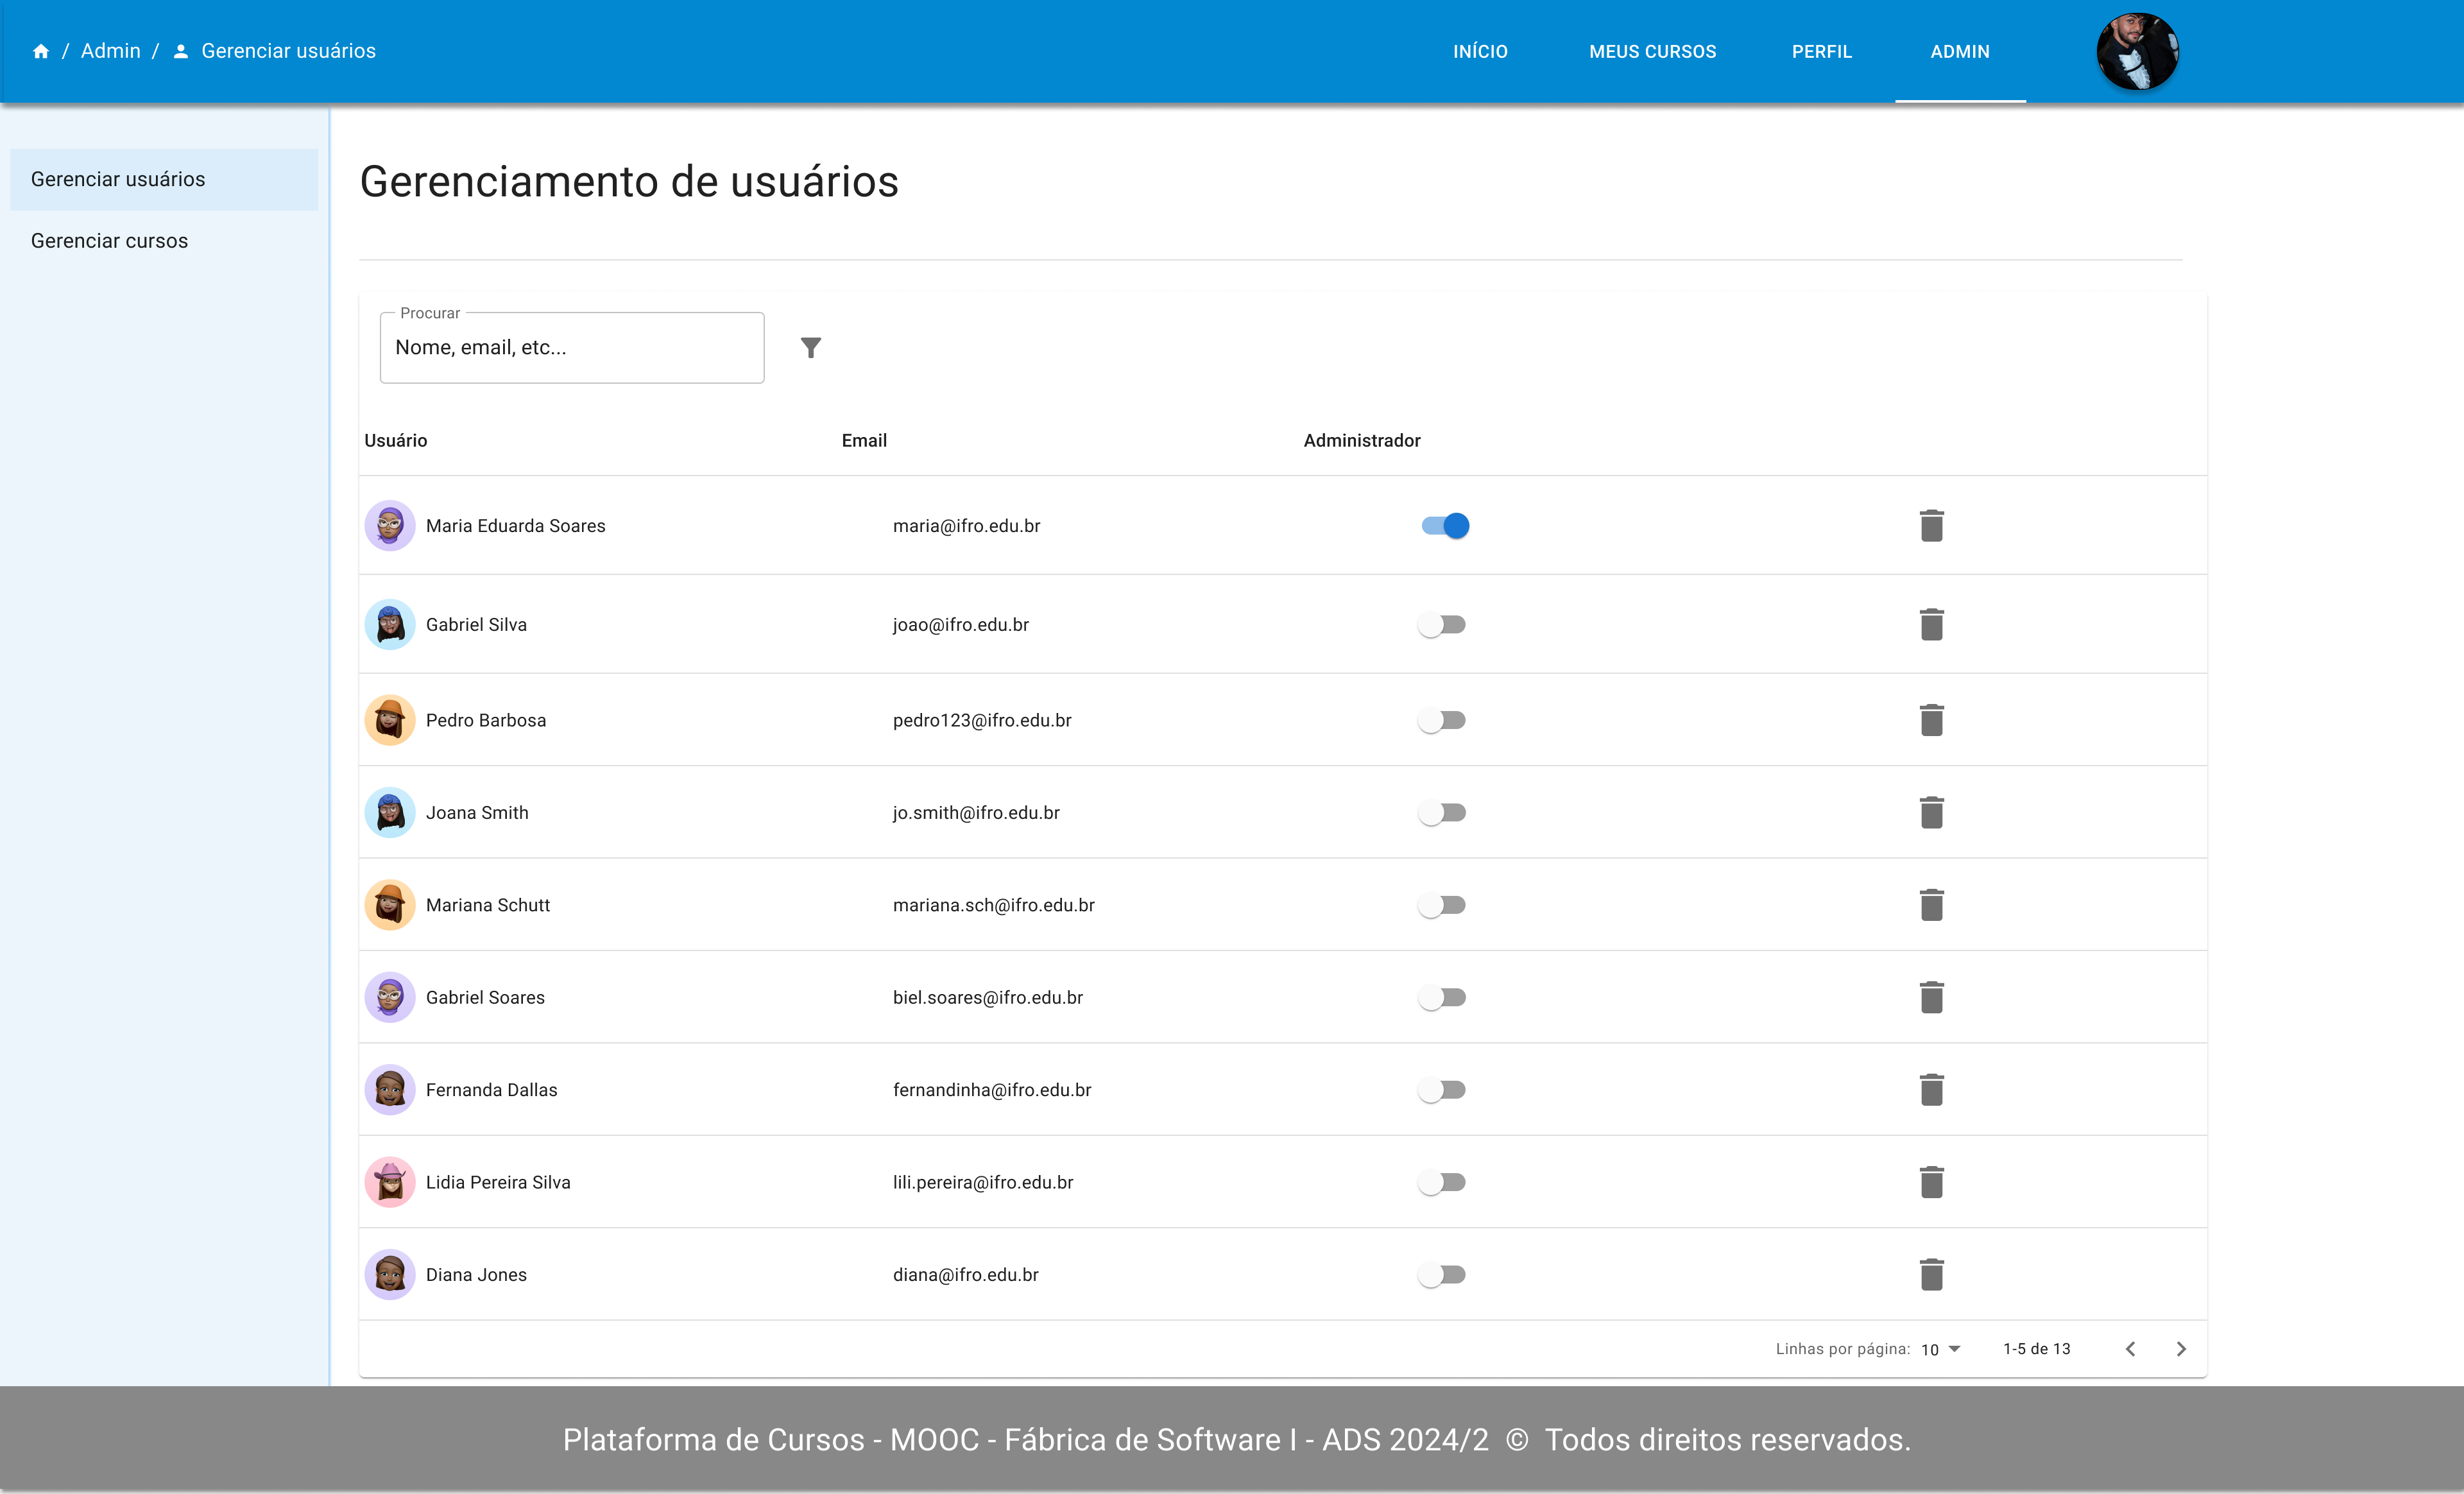 / Admin / Gerenciar usuários
INÍCIO MEUS CURSOS PERFIL ADMIN
Gerenciar usuários
Gerenciar cursos
Gerenciamento de usuários
Procurar
Nome, email, etc...
Usuário Email Administrador
Maria Eduarda Soares maria@ifro.edu.br
Gabriel Silva joao@ifro.edu.br
Pedro Barbosa pedro123@ifro.edu.br
Joana Smith jo.smith@ifro.edu.br
Mariana Schutt mariana.sch@ifro.edu.br
Gabriel Soares biel.soares@ifro.edu.br
Fernanda Dallas fernandinha@ifro.edu.br
Lidia Pereira Silva lili.pereira@ifro.edu.br
Diana Jones diana@ifro.edu.br
Linhas por página: 10 1-5 de 13
Plataforma de Cursos - MOOC - Fábrica de Software I - ADS 2024/2 © Todos direitos reservados.